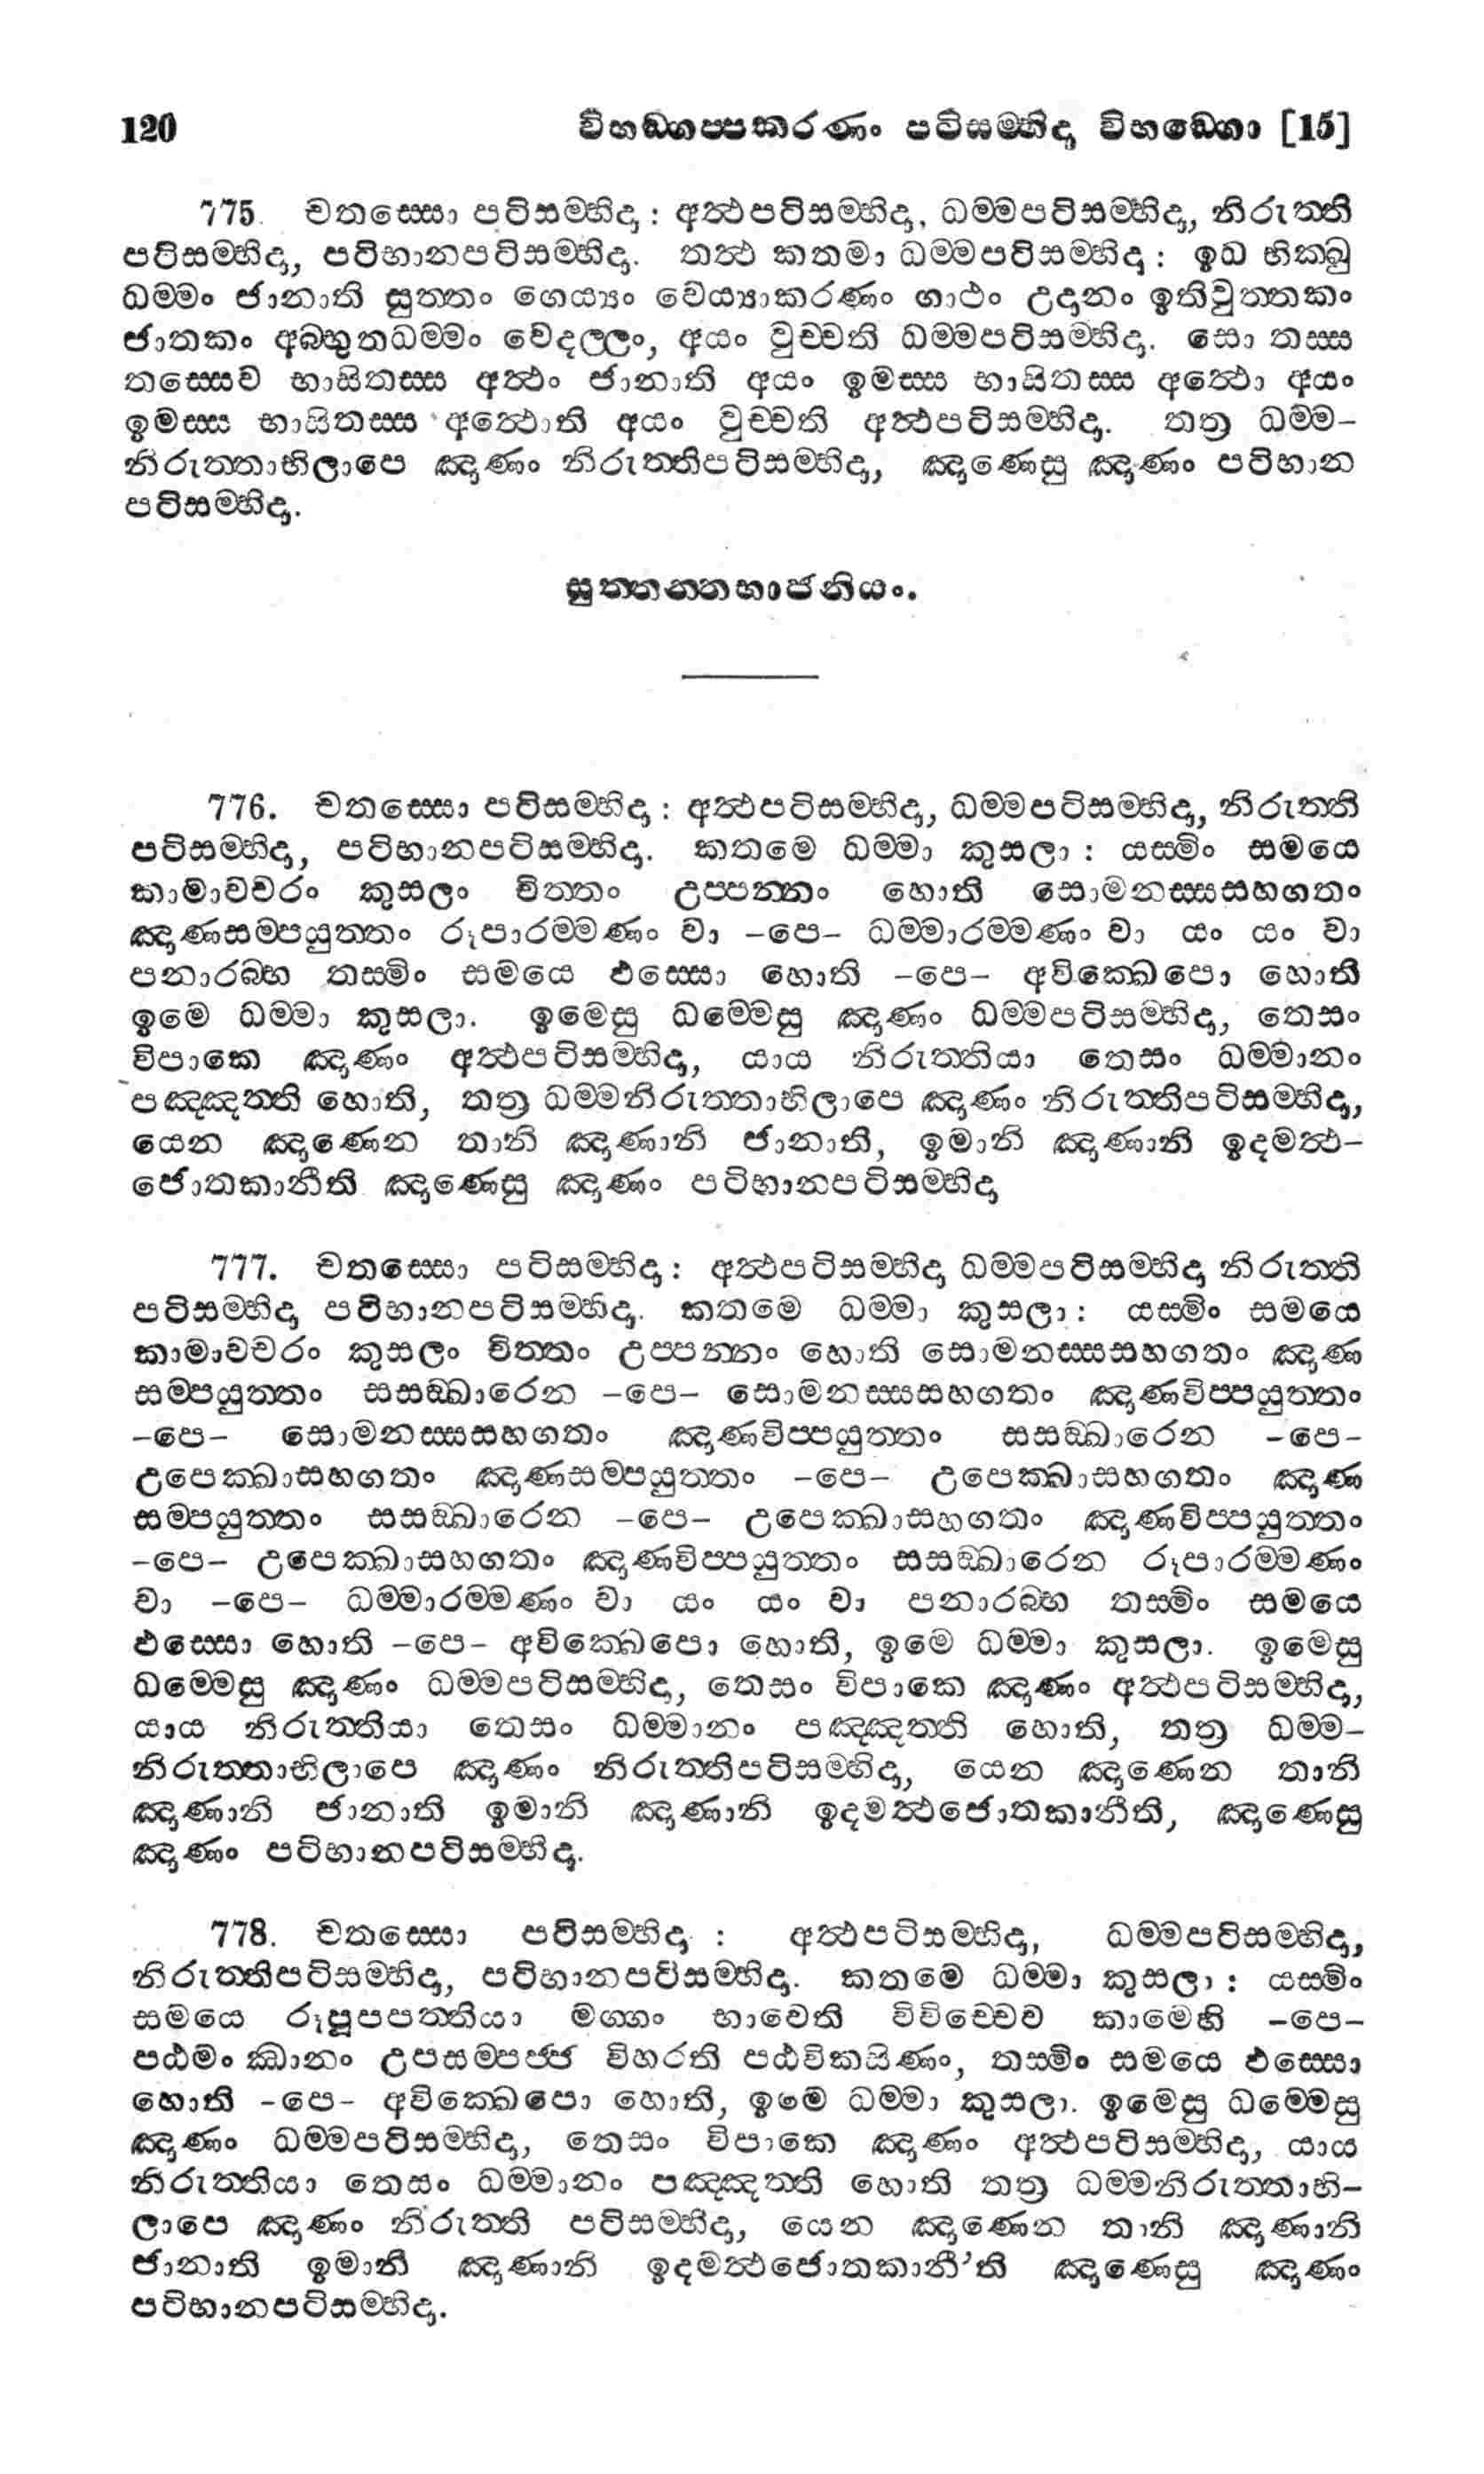 120 විභඞ්ගප්පකරණං පටිසම්භිදා විභඞ්ගො [15]
775. චතස්සො පටිසම්භිදා : අත්ථපටිසම්භිදා, ධම්මපටිසම්භිදා, නිරුත්ති
පටිසම්භිදා, පටිභානපටිසම්භිදා. තත්ථ කතමා ධම්මපටිසම්භිදා : ඉධ භික්ඛු
ධම්මං ජානාති සුත්තං ගෙය්‍යං වෙය්‍යාකරණං ගාථං උදානං ඉතිවුත්තකං
ජාතකං අබ්භුතධම්මං වේදල්ලං, අයං වුච්චති ධම්මපටිසම්භිදා. සො තස්ස
තස්සෙව භාසිතස්ස අත්ථං ජානාති අයං ඉමස්ස භායිතස්ස අත්ථො අයං
ඉමස්ස භායිතස්ස අත්ථොති අයං වුච්චති අත්ථපටිසම්භිදා. තත්‍ර ධම්ම-
නිරුත්තාභිලාපෙ ඤාණං නිරුත්තිපටිසම්භිදා, ඤාණෙසු ඤාණං පටිභාන
පටිසම්භිදා.
සුත්තන්තභාජනියං.
776. චතස්සො පටිසම්භිදා : අත්ථපටිසම්භිදා, ධම්මපටිසම්භිදා, නිරුත්ති
පටිසම්භිදා, පටිභානපටිසම්භිදා. කතමෙ ධම්මා කුසලා : යස්මිං සමයෙ
කාමාවචරං කුසලං චිත්තං උප්පන්නං හොති සොමනස්සසහගතං
ඤාණසම්පයුත්තං රූපාරම්මණං වා -පෙ- ධම්මාරම්මණං වා යං යං වා
පනාරබ්භ තස්මිං සමයෙ ඵස්සො හොති -පෙ- අවික්ඛෙපො හොති
ඉමෙ ධම්මා කුසලා. ඉමෙසු ධම්මෙසු ඤාණං ධම්මපටිසම්භිදා, තෙසං
විපාකෙ ඤාණං අත්ථපටිසම්භිදා, යාය නිරුත්තියා තෙසං ධම්මානං
පඤ්ඤත්ති හොති, තත්‍ර ධම්මනිරුත්තාභිලාපෙ ඤාණං නිරුත්තිපටිසම්භිදා,
යෙන ඤාණෙන තානි ඤාණානි ජානාති, ඉමානි ඤාණානි ඉදමත්ථ-
ජොතකානීති ඤාණෙසු ඤාණං පටිභානපටිසම්භිදා
777. චතස්සො පටිසම්භිදා : අත්ථපටිසම්භිදා ධම්මපටිසම්භිදා නිරුත්ති
පටිසම්භිදා පටිභානපටිසම්භිදා. කතමෙ ධම්මා කුසලා : යස්මිං සමයෙ
කාමාවචරං කුසලං චිත්තං උප්පන්නං හොති සොමනස්සසහගතං ඤාණ
සම්පයුත්තං සසඞ්ඛාරෙන -පෙ- සොමනස්සසහගතං ඤාණවිප්පයුත්තං
-පෙ- සොමනස්සසහගතං ඤාණවිප්පයුත්තං සසඞ්ඛාරෙන -පෙ-
උපෙක්ඛාසහගතං ඤාණසම්පයුත්තං -පෙ- උපෙක්ඛාසහගතං ඤාණ
සම්පයුත්තං සසඞ්ඛාරෙන -පෙ- උපෙක්ඛාසහගතං ඤාණවිප්පයුත්තං
-පෙ- උපෙක්ඛාසහගතං ඤාණවිප්පයුත්තං සසඞ්ඛාරෙන රූපාරම්මණං
වා -පෙ- ධම්මාරම්මණං වා යං යං වා පනාරබ්භ තස්මිං සමයෙ
ඵස්සො හොති -පෙ- අවික්ඛෙපො හොති, ඉමෙ ධම්මා කුසලා. ඉමෙසු
ධම්මෙසු ඤාණං ධම්මපටිසම්භිදා, තෙසං විපාකෙ ඤාණං අත්ථපටිසම්භිදා,
යාය නිරුත්තියා තෙසං ධම්මානං පඤ්ඤත්ති හොති, තත්‍ර ධම්ම-
නිරුත්තාභිලාපෙ ඤාණං නිරුත්තිපටිසම්භිදා, යෙන ඤාණෙන තානි
ඤාණානි ජානාති ඉමානි ඤාණානි ඉදමත්ථජොතකානීති, ඤාණෙසු
ඤාණං පටිභානපටිසම්භිදා.
778. චතස්සො පටිසම්භිදා : අත්ථපටිසම්භිදා, ධම්මපටිසම්භිදා,
නිරුත්තිපටිසම්භිදා, පටිභානපටිසම්භිදා. කතමෙ ධම්මා කුසලා : යස්මිං
සමයෙ රූපූපපත්තියා මග්ගං භාවෙති විවිච්චෙව කාමෙහි -පෙ-
පඨමං ඣානං උපසම්පජ්ජ විහරති පඨවිකයිණං, තස්මිං සමයෙ ඵස්සො
හොති -පෙ- අවික්ඛෙපො හොති, ඉමෙ ධම්මා කුසලා. ඉමෙසු ධම්මෙසු
ඤාණං ධම්මපටිසම්භිදා, තෙසං විපාකෙ ඤාණං අත්ථපටිසම්භිදා, යාය
නිරුත්තියා තෙසං ධම්මානං පඤ්ඤත්ති හොති තත්‍ර ධම්මනිරුත්තාභි-
ලාපෙ ඤාණං නිරුත්ති පටිසම්භිදා, යෙන ඤාණෙන තානි ඤාණානි
ජානාති ඉමානි ඤාණානි ඉදමත්ථජොතකානී'ති ඤාණෙසු ඤාණං
පටිභානපටිසම්භිදා.